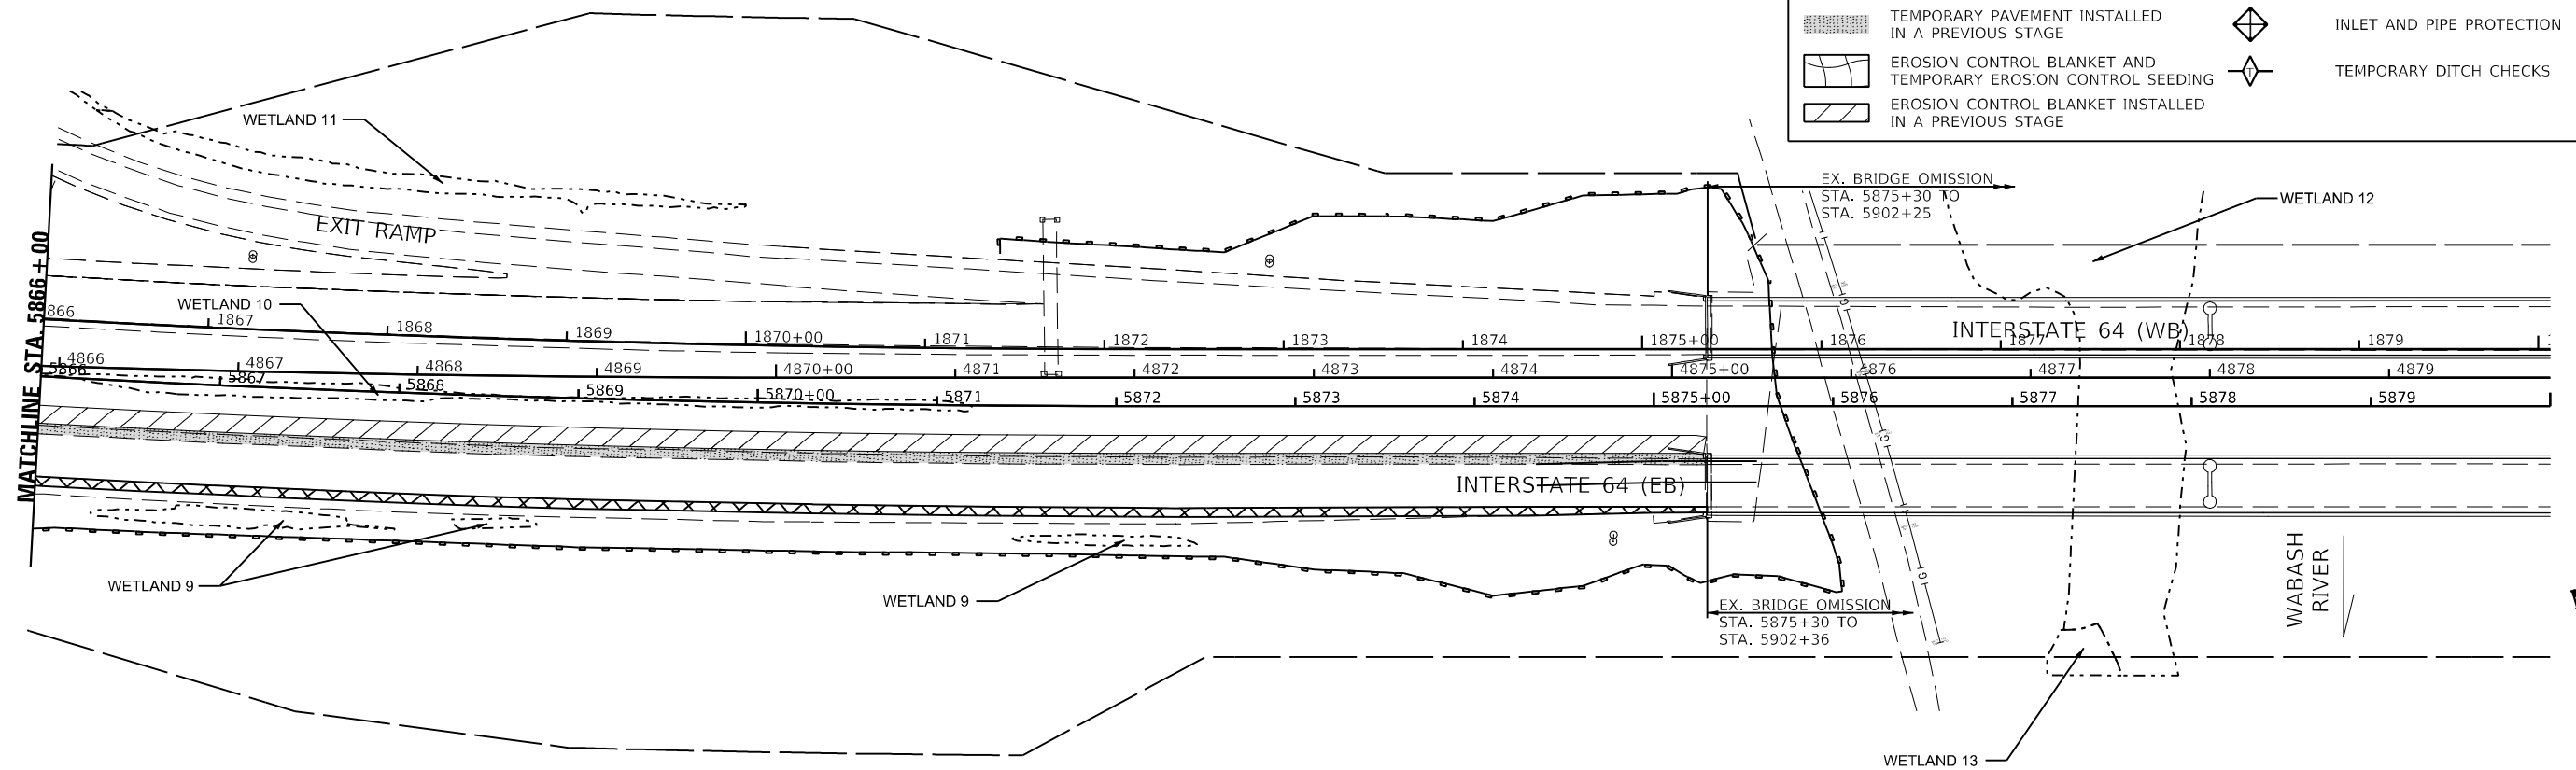 TEMPORARY PAVEMENT INSTALLED
IN A PREVIOUS STAGE
INLET AND PIPE PROTECTION
EROSION CONTROL BLANKET AND
TEMPORARY EROSION CONTROL SEEDING
T
TEMPORARY DITCH CHECKS
EROSION CONTROL BLANKET INSTALLED
IN A PREVIOUS STAGE
WETLAND 11
EX. BRIDGE OMISSION
STA. 5875+30 TO
STA. 5902+25
WETLAND 12
EXIT RAMP
MATCHLINE STA. 5866+00
WETLAND 10
INTERSTATE 64 (WB)
866
1867
1868
1869
1870+00
1871
1872
1873
1874
1875+00
1876
1877
1878
1879
4866
4867
4868
4869
4870+00
4871
4872
4873
4874
4875+00
4876
4877
4878
4879
5866
5867
5868
5869
5870+00
5871
5872
5873
5874
5875+00
5876
5877
5878
5879
G
G
G
G
G
INTERSTATE 64 (EB)
WETLAND 9
WETLAND 9
EX. BRIDGE OMISSION
STA. 5875+30 TO
STA. 5902+36
WABASH
RIVER
WETLAND 13